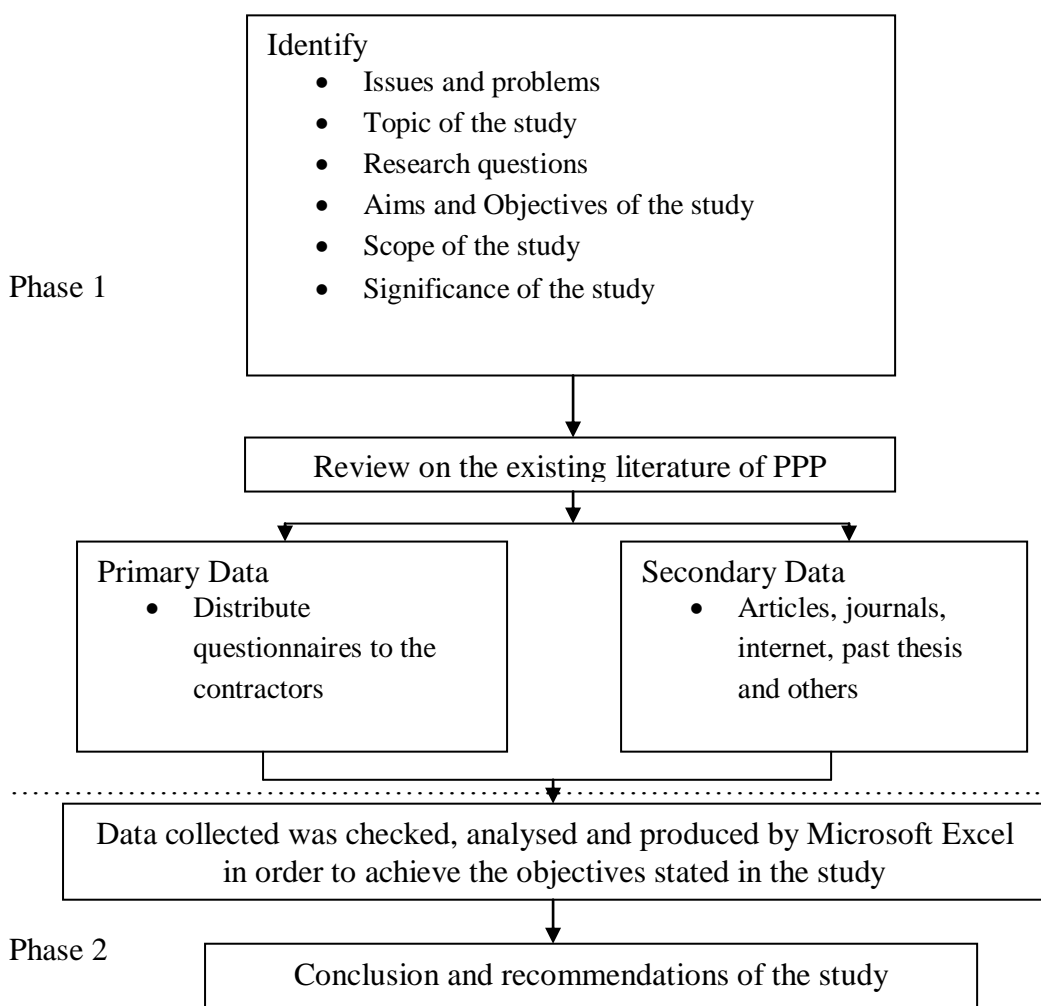 Identify
• Issues and problems
• Topic of the study
• Research questions
• Aims and Objectives of the study
• Scope of the study
• Significance of the study
Phase 1
Review on the existing literature of PPP
Primary Data
• Distribute
questionnaires to the
contractors
Secondary Data
• Articles, journals,
internet, past thesis
and others
Data collected was checked, analysed and produced by Microsoft Excel
in order to achieve the objectives stated in the study
Phase 2
Conclusion and recommendations of the study